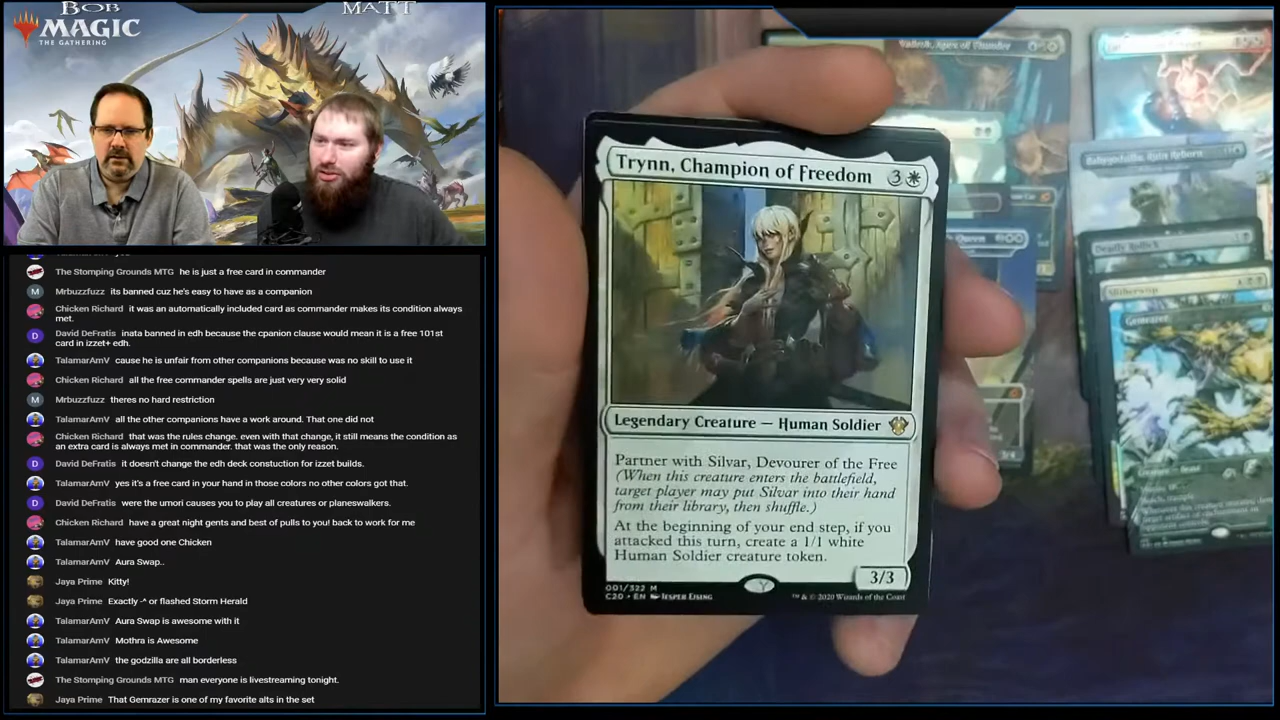 BOB
MATT
MAGIC
THE GATHERING
The Stomping Grounds MTG he is just a free card in commander
Mrbuzzfuzz its banned cuz he's easy to have as a companion
Chicken Richard it was an automatically included card as commander makes its condition always
met.
David DeFratis inata banned in edh because the cpanion clause would mean it is a free 101st
card in izzet+ edh.
TalamarAmV cause he is unfair from other companions because was no skill to use it
Chicken Richard all the free commander spells are just very very solid
Mrbuzzfuzz theres no hard restriction
TalamarAmV all the other companions have a work around. That one did not
Chicken Richard that was the rules change. even with that change, it still means the condition as
an extra card is always met in commander. that was the only reason.
David DeFratis it doesn't change the edh deck constuction for izzet builds.
TalamarAmV yes it's a free card in your hand in those colors no other colors got that.
David DeFratis were the umori causes you to play all creatures or planeswalkers.
Chicken Richard have a great night gents and best of pulls to you! back to work for me
TalamarAmV have good one Chicken
TalamarAmV Aura Swap..
Jaya Prime Kitty!
Jaya Prime Exactly -^ or flashed Storm Herald
TalamarAmV Aura Swap is awesome with it
TalamarAmV Mothra is Awesome
TalamarAmV the godzilla are all borderless
The Stomping Grounds MTG man everyone is livestreaming tonight.
Jaya Prime That Gemrazer is one of my favorite alts in the set
Trynn, Champion of Freedom 3
Legendary Creature — Human Soldier
Partner with Silvar, Devourer of the Free
(When this creature enters the battlefield,
target player may put Silvar into their hand
from their library, then shuffle.)
At the beginning of your end step, if you
attacked this turn, create a 1/1 white
Human Soldier creature token.
3/3
001/322 M
C20 • EN Jesper Ejsing
™ & © 2020 Wizards of the Coast
Deadly Rollick
Slitherwisp
Gemrazer